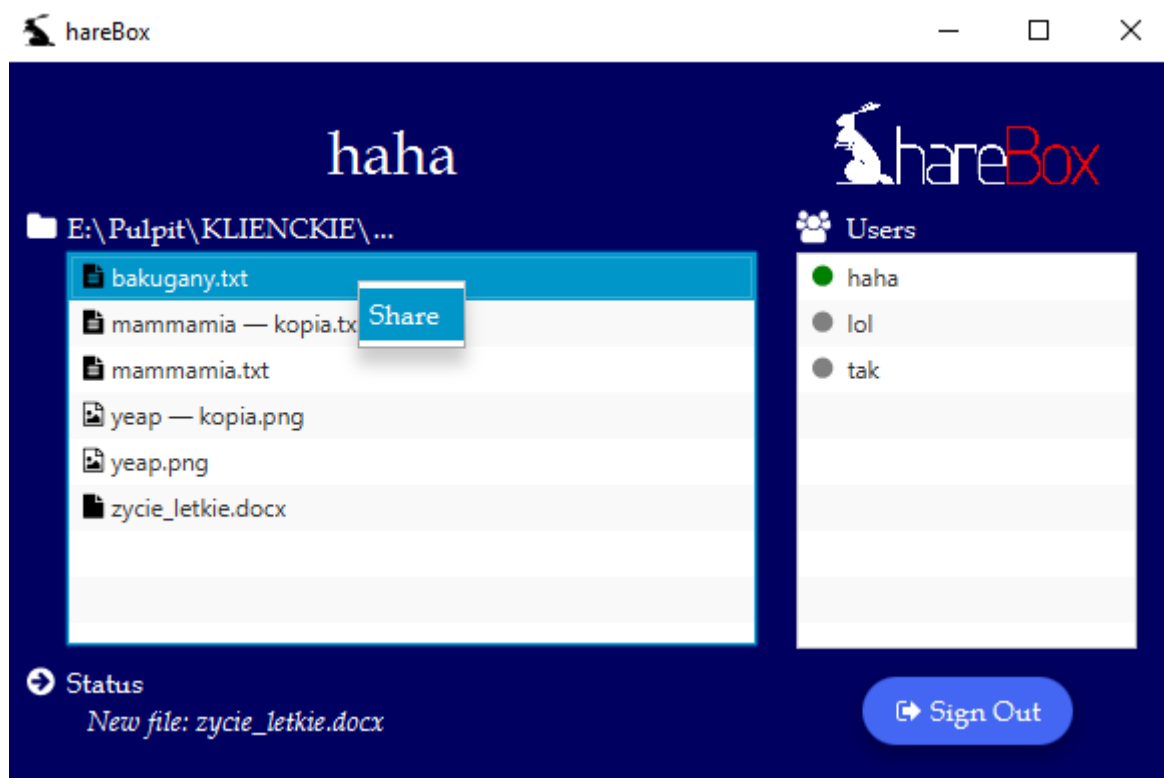 hareBox
haha
hareBox
E:\Pulpit\KLIENCKIE\...
Users
bakugany.txt
mammamia — kopia.tx
Share
mammamia.txt
yeap — kopia.png
yeap.png
zycie_letkie.docx
haha
lol
tak
Status
New file: zycie_letkie.docx
Sign Out